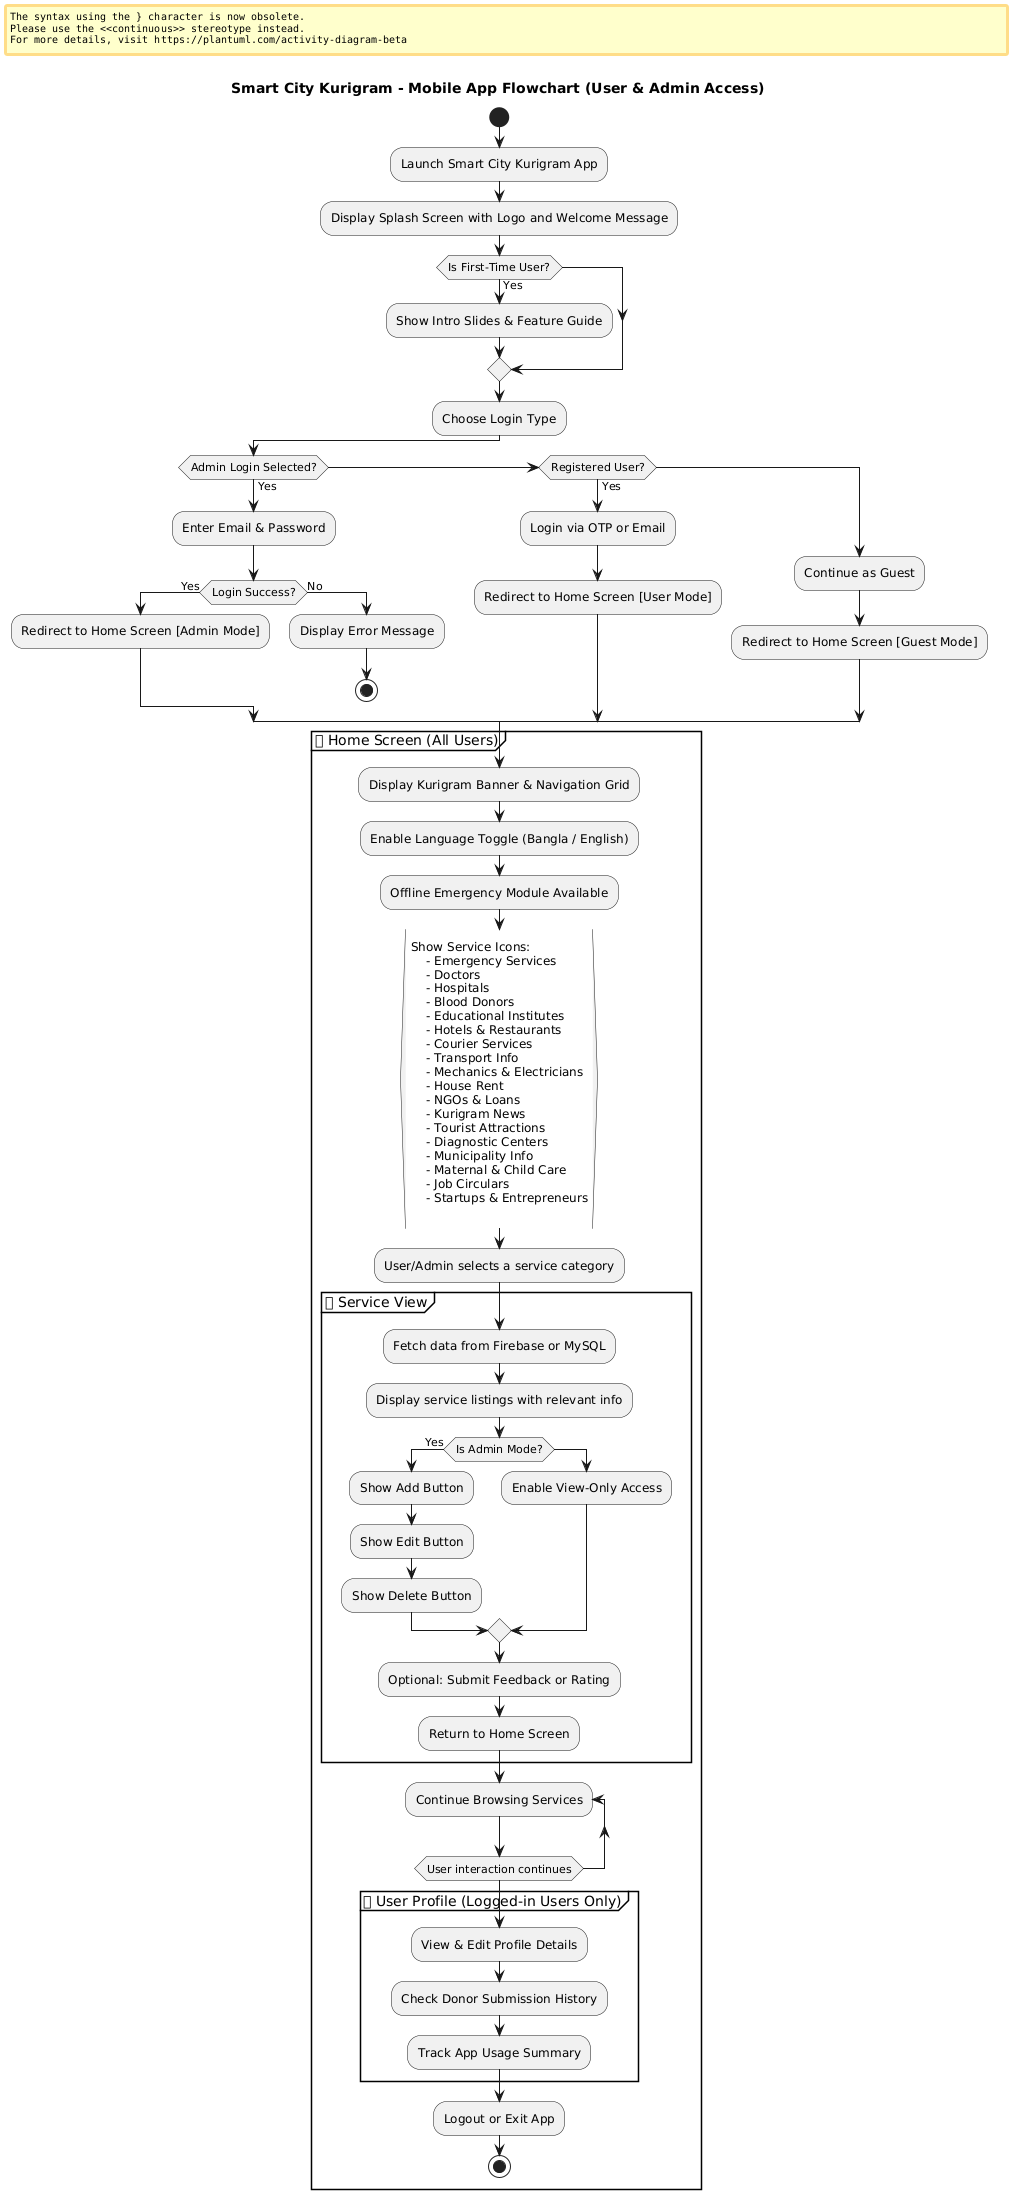 The syntax using the } character is now obsolete.
Please use the <<continuous>> stereotype instead.
For more details, visit https://plantuml.com/activity-diagram-beta
Smart City Kurigram - Mobile App Flowchart (User & Admin Access)
Launch Smart City Kurigram App
Display Splash Screen with Logo and Welcome Message
Is First-Time User?
Yes
Show Intro Slides & Feature Guide
Choose Login Type
Admin Login Selected?
Registered User?
Yes
Yes
Enter Email & Password
Login via OTP or Email
Continue as Guest
Yes
Login Success?
No
Redirect to Home Screen [User Mode]
Redirect to Home Screen [Admin Mode]
Display Error Message
Redirect to Home Screen [Guest Mode]
Home Screen (All Users)
Display Kurigram Banner & Navigation Grid
Enable Language Toggle (Bangla / English)
Offline Emergency Module Available
Show Service Icons:
- Emergency Services
- Doctors
- Hospitals
- Blood Donors
- Educational Institutes
- Hotels & Restaurants
- Courier Services
- Transport Info
- Mechanics & Electricians
- House Rent
- NGOs & Loans
- Kurigram News
- Tourist Attractions
- Diagnostic Centers
- Municipality Info
- Maternal & Child Care
- Job Circulars
- Startups & Entrepreneurs
User/Admin selects a service category
Service View
Fetch data from Firebase or MySQL
Display service listings with relevant info
Yes
Is Admin Mode?
Show Add Button
Enable View-Only Access
Show Edit Button
Show Delete Button
Optional: Submit Feedback or Rating
Return to Home Screen
Continue Browsing Services
User interaction continues
User Profile (Logged-in Users Only)
View & Edit Profile Details
Check Donor Submission History
Track App Usage Summary
Logout or Exit App